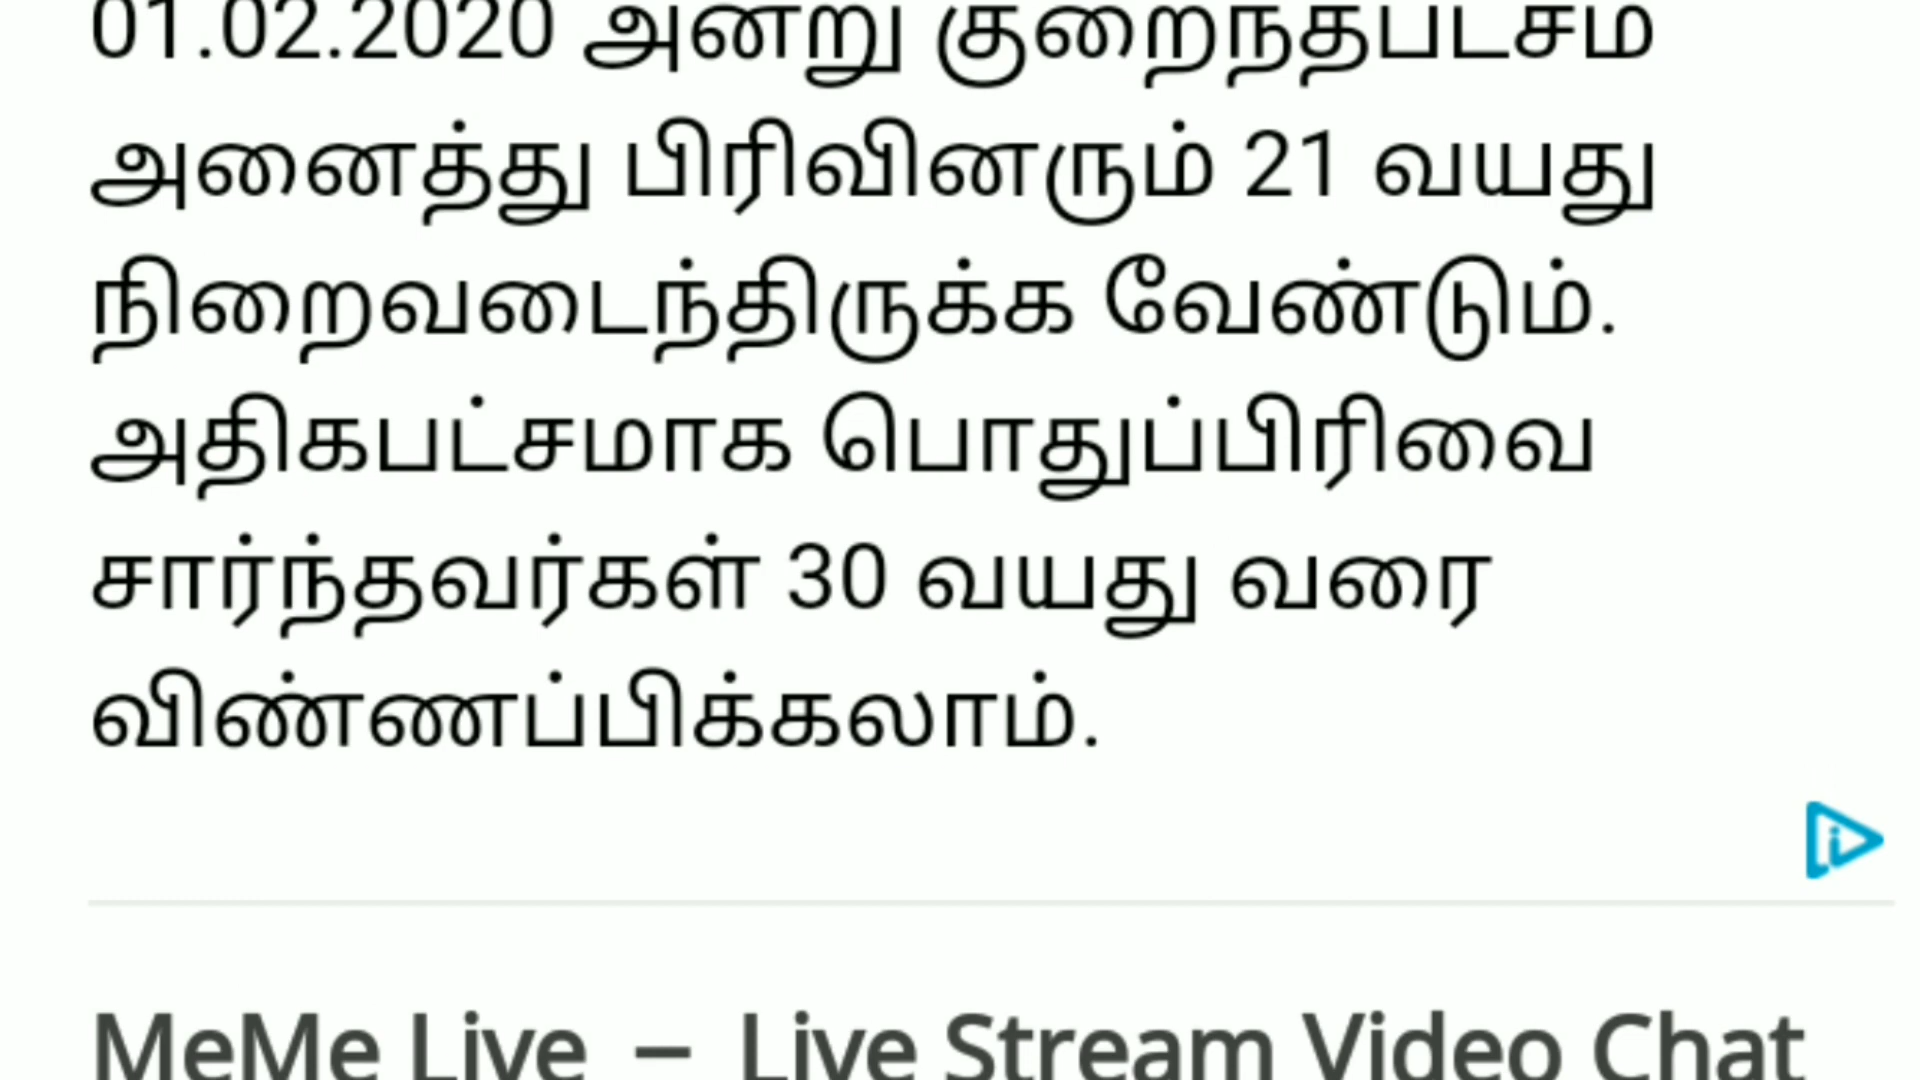 01.02.2020 அன்று குறைந்தபட்சம்
அனைத்து பிரிவினரும் 21 வயது
நிறைவடைந்திருக்க வேண்டும்.
அதிகபட்சமாக பொதுப்பிரிவை
சார்ந்தவர்கள் 30 வயது வரை
விண்ணப்பிக்கலாம்.
MeMe Live – Live Stream Video Chat